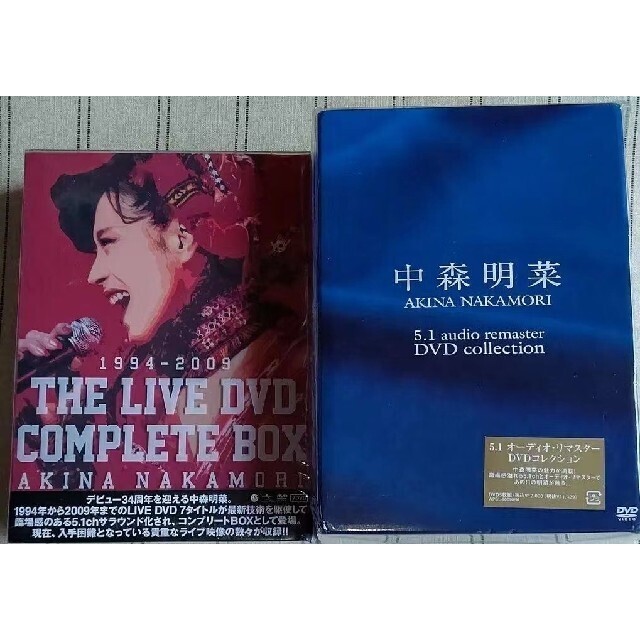 1994-2009
THE LIVE DVD
COMPLETE BOX
AKINA NAKAMORI
デビュー34周年を迎える中森明菜。
1994年から2009年までのLIVE DVD 7タイトルが最新技術を駆使して
臨場感のある5.1chサラウンド化され、コンプリートBOXとして登場。
現在、入手困難となっている貴重なライブ映像の数々が収録!!
中森明菜
AKINA NAKAMORI
5.1 audio remaster
DVD collection
5.1 オーディオ・リマスター
DVDコレクション
DVD